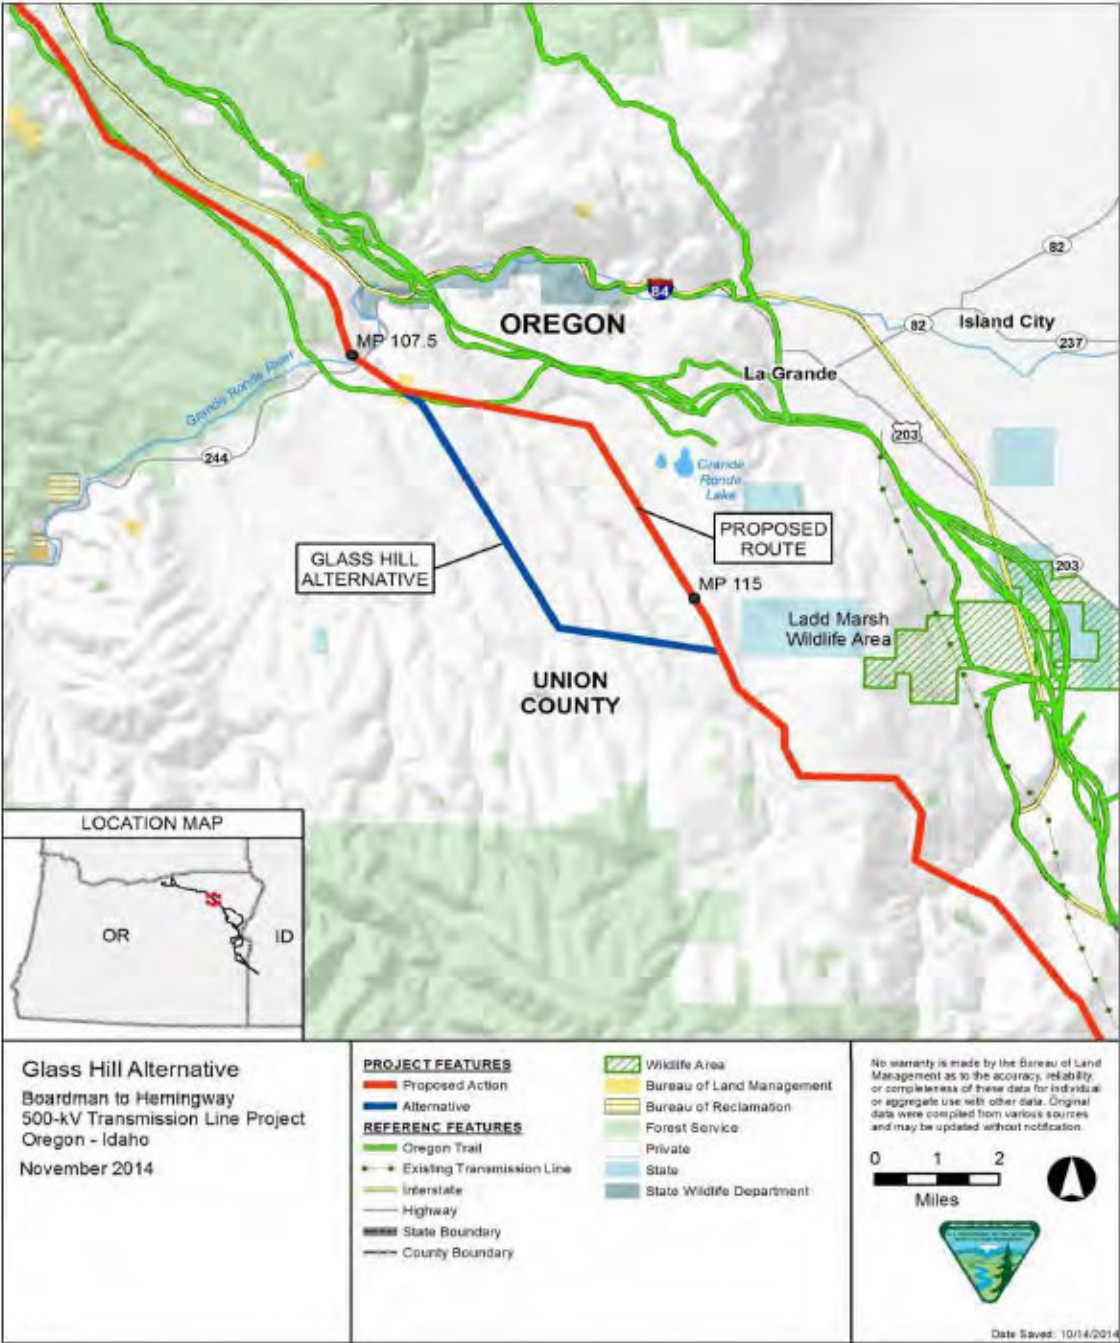 OREGON
84
82
82
Island City
237
La Grande
MP 107.5
Grande Ronde River
244
203
Grande
Ronde
Lake
PROPOSED
ROUTE
GLASS HILL
ALTERNATIVE
MP 115
203
Ladd Marsh
Wildlife Area
UNION
COUNTY
LOCATION MAP
OR
ID
Glass Hill Alternative
Boardman to Hemingway
500-kV Transmission Line Project
Oregon - Idaho
November 2014
PROJECT FEATURES
Proposed Action
Alternative
REFERENC FEATURES
Oregon Trail
Existing Transmission Line
Interstate
Highway
State Boundary
County Boundary
Wildlife Area
Bureau of Land Management
Bureau of Reclamation
Forest Service
Private
State
State Wildlife Department
No warranty is made by the Bureau of Land
Management as to the accuracy, reliability,
or completeness of these data for individual
or aggregate use with other data. Original
data were compiled from various sources
and may be updated without notification.
0 1 2
Miles
Date Saved: 10/14/2014